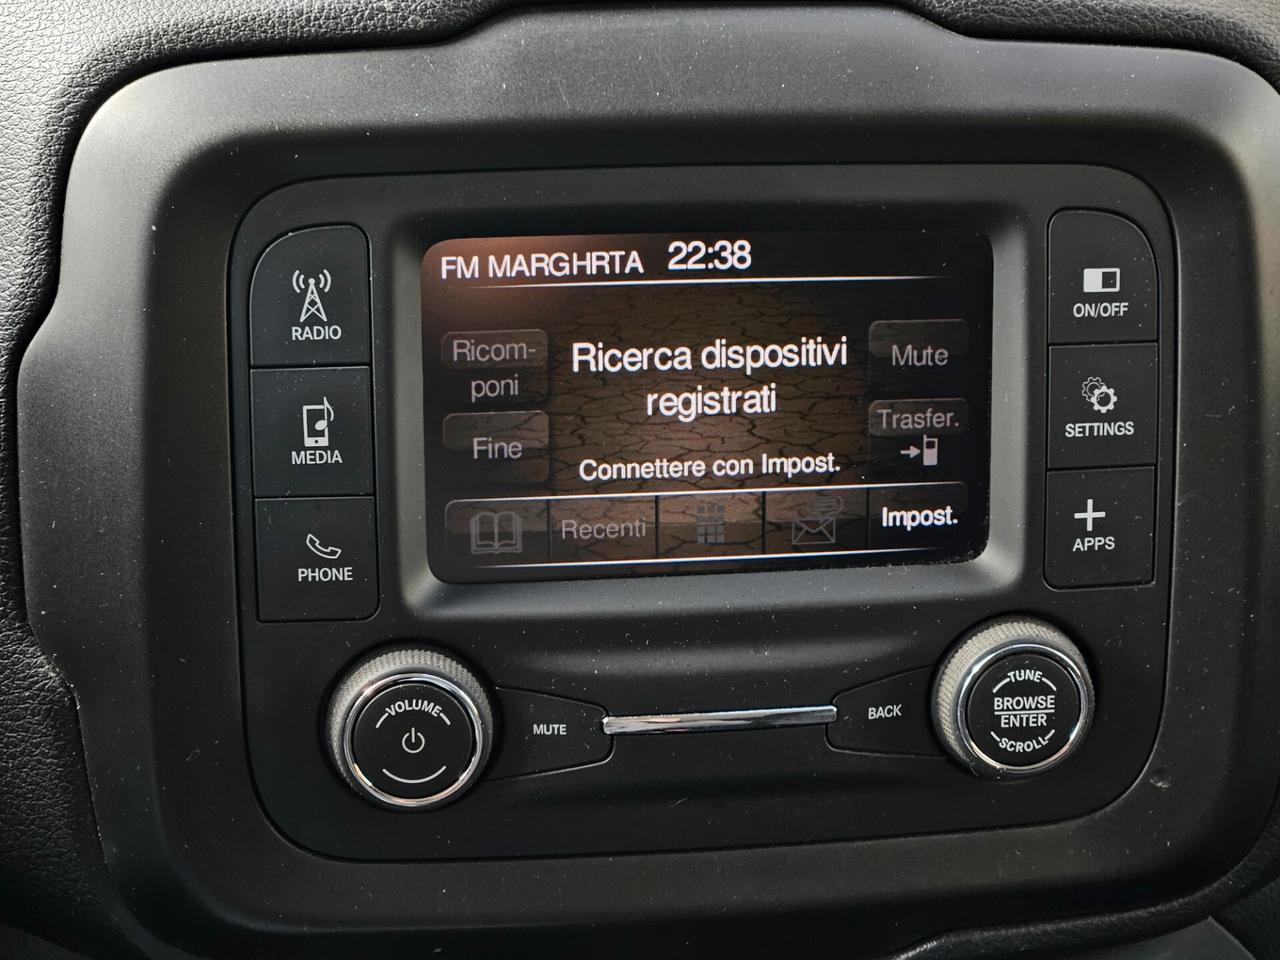 FM MARGHRTA 22:38
Ricom-
poni
Ricerca dispositivi
registrati
Mute
Fine
Trasfer.
Connettere con Impost.
Recenti
Impost.
RADIO
MEDIA
PHONE
ON/OFF
SETTINGS
APPS
VOLUME
MUTE
BACK
TUNE
BROWSE
ENTER
SCROLL